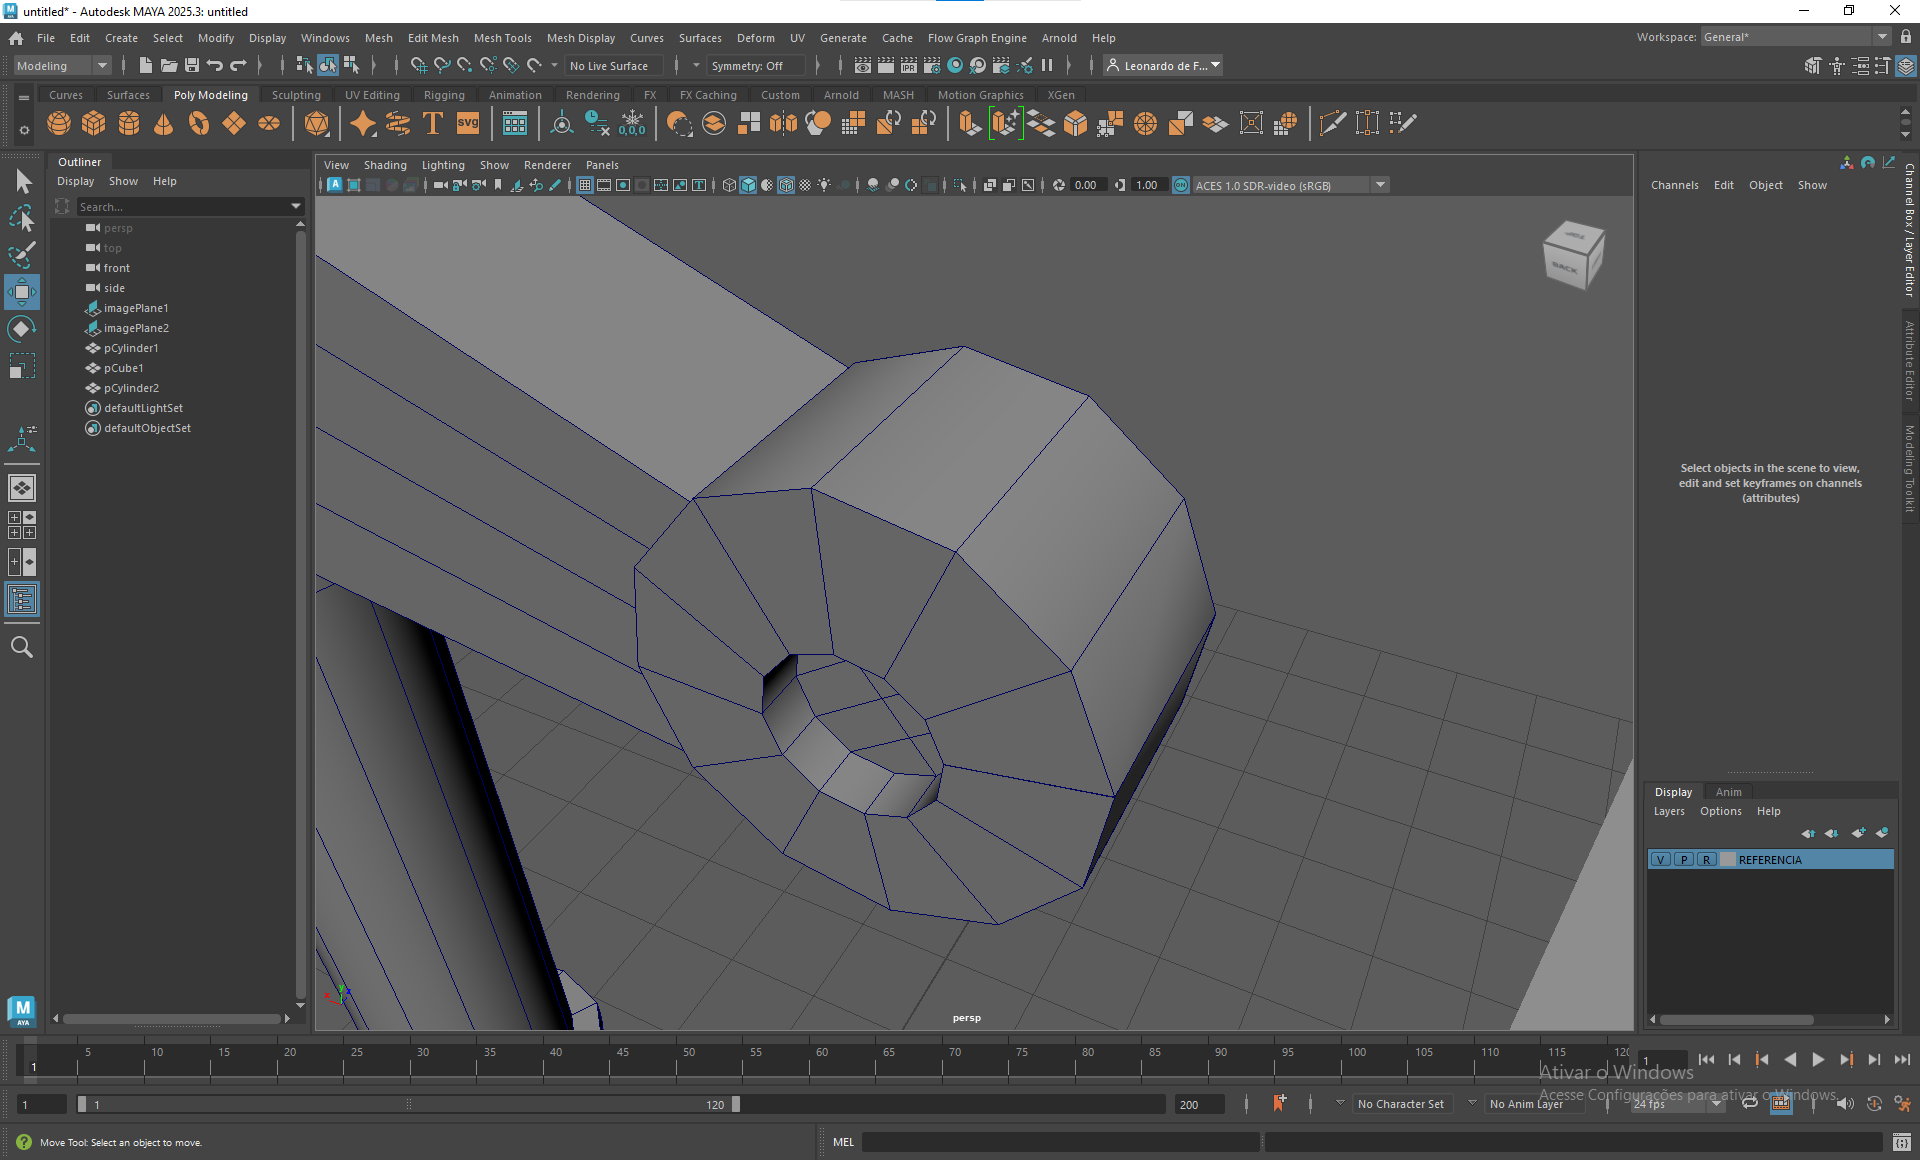 untitled* - Autodesk MAYA 2025.3: untitled
File Edit Create Select Modify Display Windows Mesh Edit Mesh Mesh Tools Mesh Display Curves Surfaces Deform UV Generate Cache Flow Graph Engine Arnold Help
Workspace: General*
Modeling No Live Surface Symmetry: Off Leonardo de F...
Curves Surfaces Poly Modeling Sculpting UV Editing Rigging Animation Rendering FX FX Caching Custom Arnold MASH Motion Graphics XGen
Outliner
Display Show Help
Search...
persp
top
front
side
imagePlane1
imagePlane2
pCylinder1
pCube1
pCylinder2
defaultLightSet
defaultObjectSet
View Shading Lighting Show Renderer Panels
0.00 1.00 ACES 1.0 SDR-video (sRGB)
BACK
persp
Channels Edit Object Show
Select objects in the scene to view,
edit and set keyframes on channels
(attributes)
Channel Box / Layer Editor
Attribute Editor
Modeling Toolkit
Display Anim
Layers Options Help
V P R REFERENCIA
5 10 15 20 25 30 35 40 45 50 55 60 65 70 75 80 85 90 95 100 105 110 115 120
1
1
Ativar o Windows
Acesse Configurações para ativar o Windows.
1 1 120 200 No Character Set No Anim Layer 24 fps
Move Tool: Select an object to move.
MEL